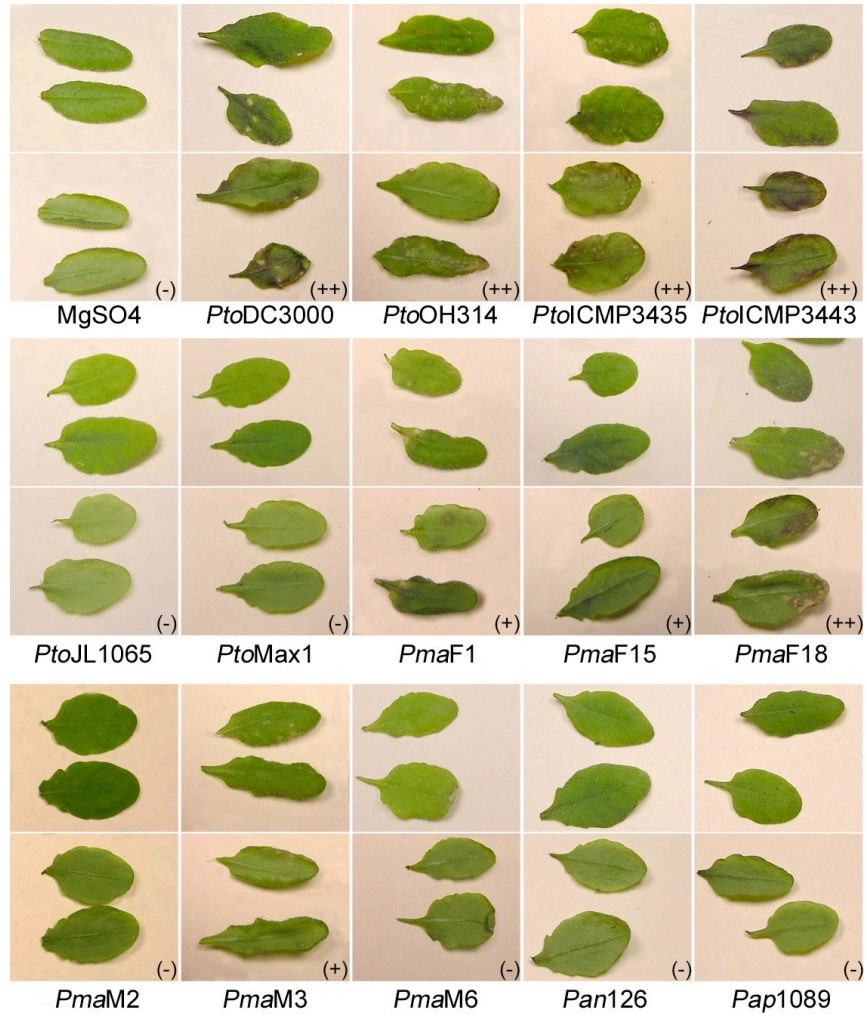 (-) (++) (++) (++) (++)
MgSO4 PtoDC3000 PtoOH314 PtoICMP3435 PtoICMP3443
(-) (-) (+) (+) (++)
PtoJL1065 PtoMax1 PmaF1 PmaF15 PmaF18
(-) (+) (-) (-) (-)
PmaM2 PmaM3 PmaM6 Pan126 Pap1089